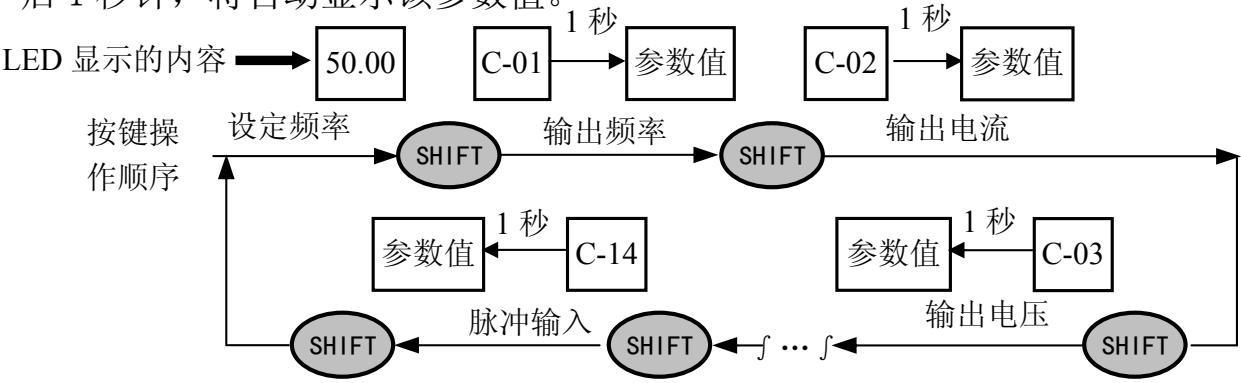 后 1 秒钟，将自动显示该参数值。
1 秒
1 秒
LED 显示的内容
50.00
C-01
参数值
C-02
参数值
按键操
作顺序
设定频率
SHIFT
输出频率
SHIFT
输出电流
参数值
1 秒
C-14
参数值
1 秒
C-03
SHIFT
脉冲输入
SHIFT
∫ ··· ∫
输出电压
SHIFT